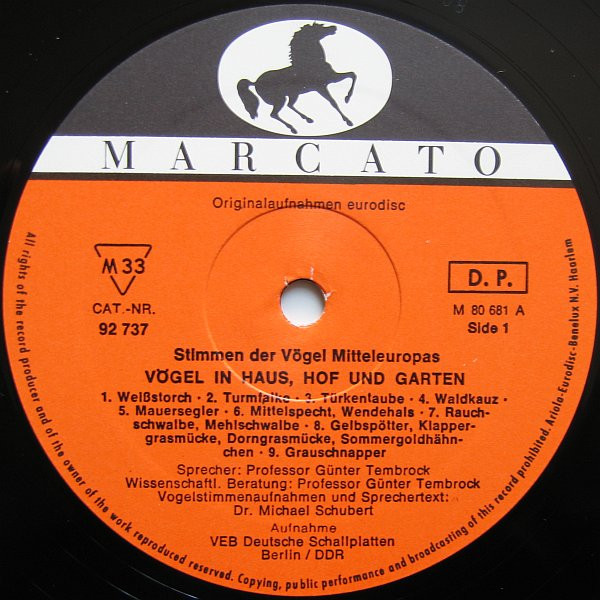 MARCATO
Originalaufnahmen eurodisc
M 33
CAT.-NR.
92 737
D. P.
M 80 681 A
Side 1
Stimmen der Vögel Mitteleuropas
VÖGEL IN HAUS, HOF UND GARTEN
1. Weißstorch · 2. Turmfalke · 3. Türkentaube · 4. Waldkauz ·
5. Mauersegler · 6. Mittelspecht, Wendehals · 7. Rauch-
schwalbe, Mehlschwalbe · 8. Gelbspötter, Klapper-
grasmücke, Dorngrasmücke, Sommergoldhähn-
chen · 9. Grauschnapper
Sprecher: Professor Günter Tembrock
Wissenschaftl. Beratung: Professor Günter Tembrock
Vogelstimmenaufnahmen und Sprechertext:
Dr. Michael Schubert
Aufnahme
VEB Deutsche Schallplatten
Berlin / DDR
All rights of the record producer and of the owner of the work reproduced reserved. Copying, public performance and broadcasting of this record prohibited. Ariola-Eurodisc-Benelux N.V. Haarlem